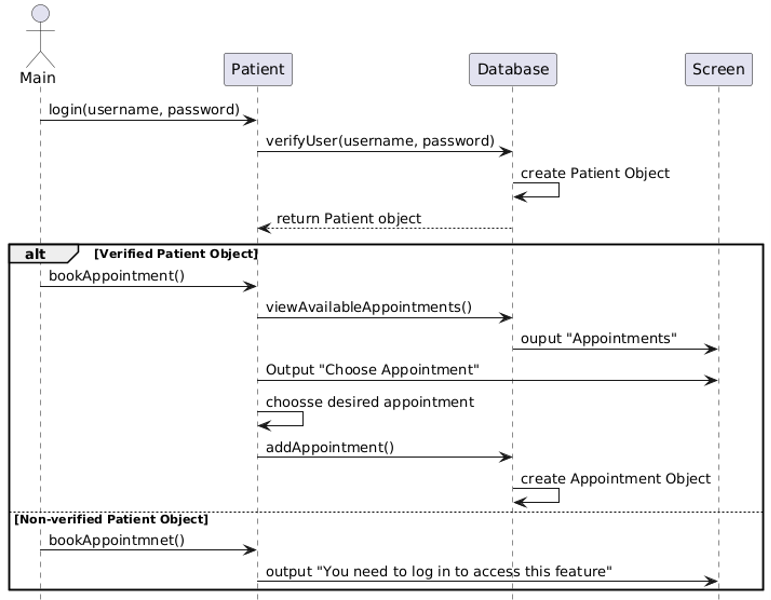 Main
Patient
Database
Screen
login(username, password)
verifyUser(username, password)
create Patient Object
return Patient object
alt [Verified Patient Object]
bookAppointment()
viewAvailableAppointments()
ouput "Appointments"
Output "Choose Appointment"
choosse desired appointment
addAppointment()
create Appointment Object
[Non-verified Patient Object]
bookAppointmnet()
output "You need to log in to access this feature"